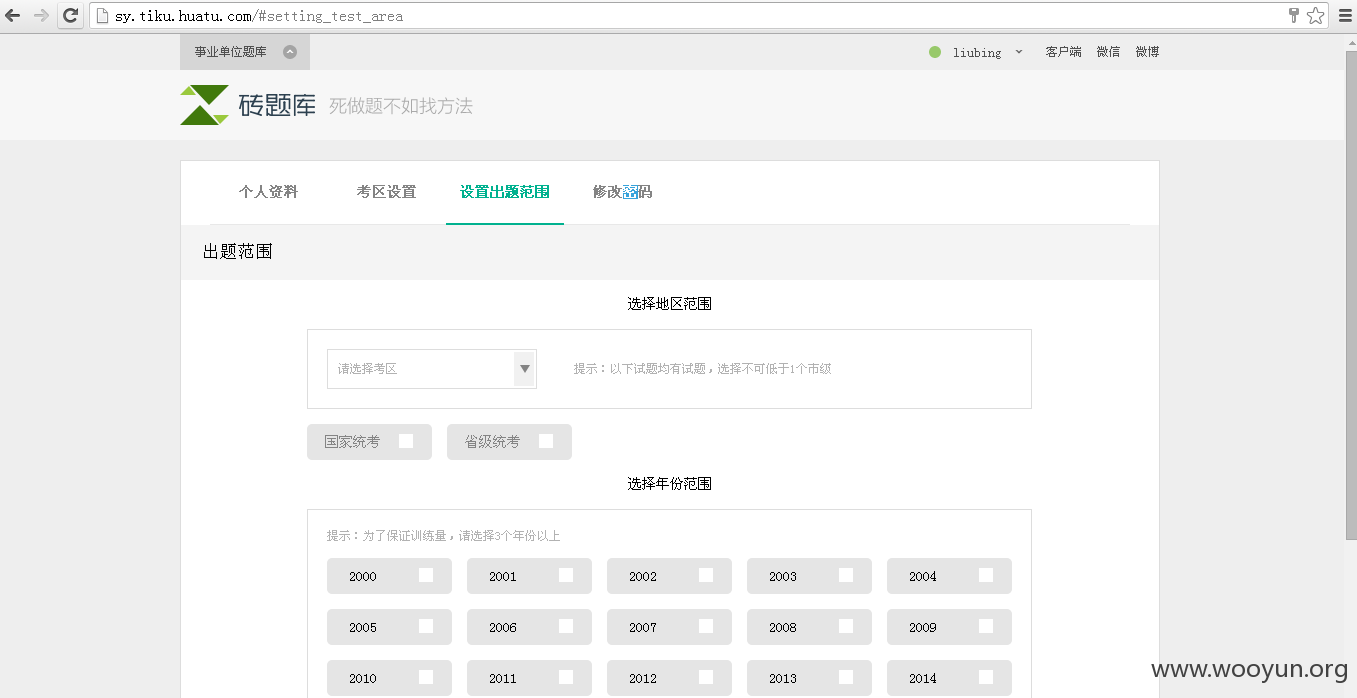 sy.tiku.huatu.com/#setting_test_area
事业单位题库 liubing 客户端 微信 微博
砖题库 死做题不如找方法
个人资料 考区设置 设置出题范围 修改密码
出题范围
选择地区范围
请选择考区 提示：以下试题均有试题，选择不可低于1个市级
国家统考 省级统考
选择年份范围
提示：为了保证训练量，请选择3个年份以上
2000 2001 2002 2003 2004
2005 2006 2007 2008 2009
2010 2011 2012 2013 2014
www.wooyun.org